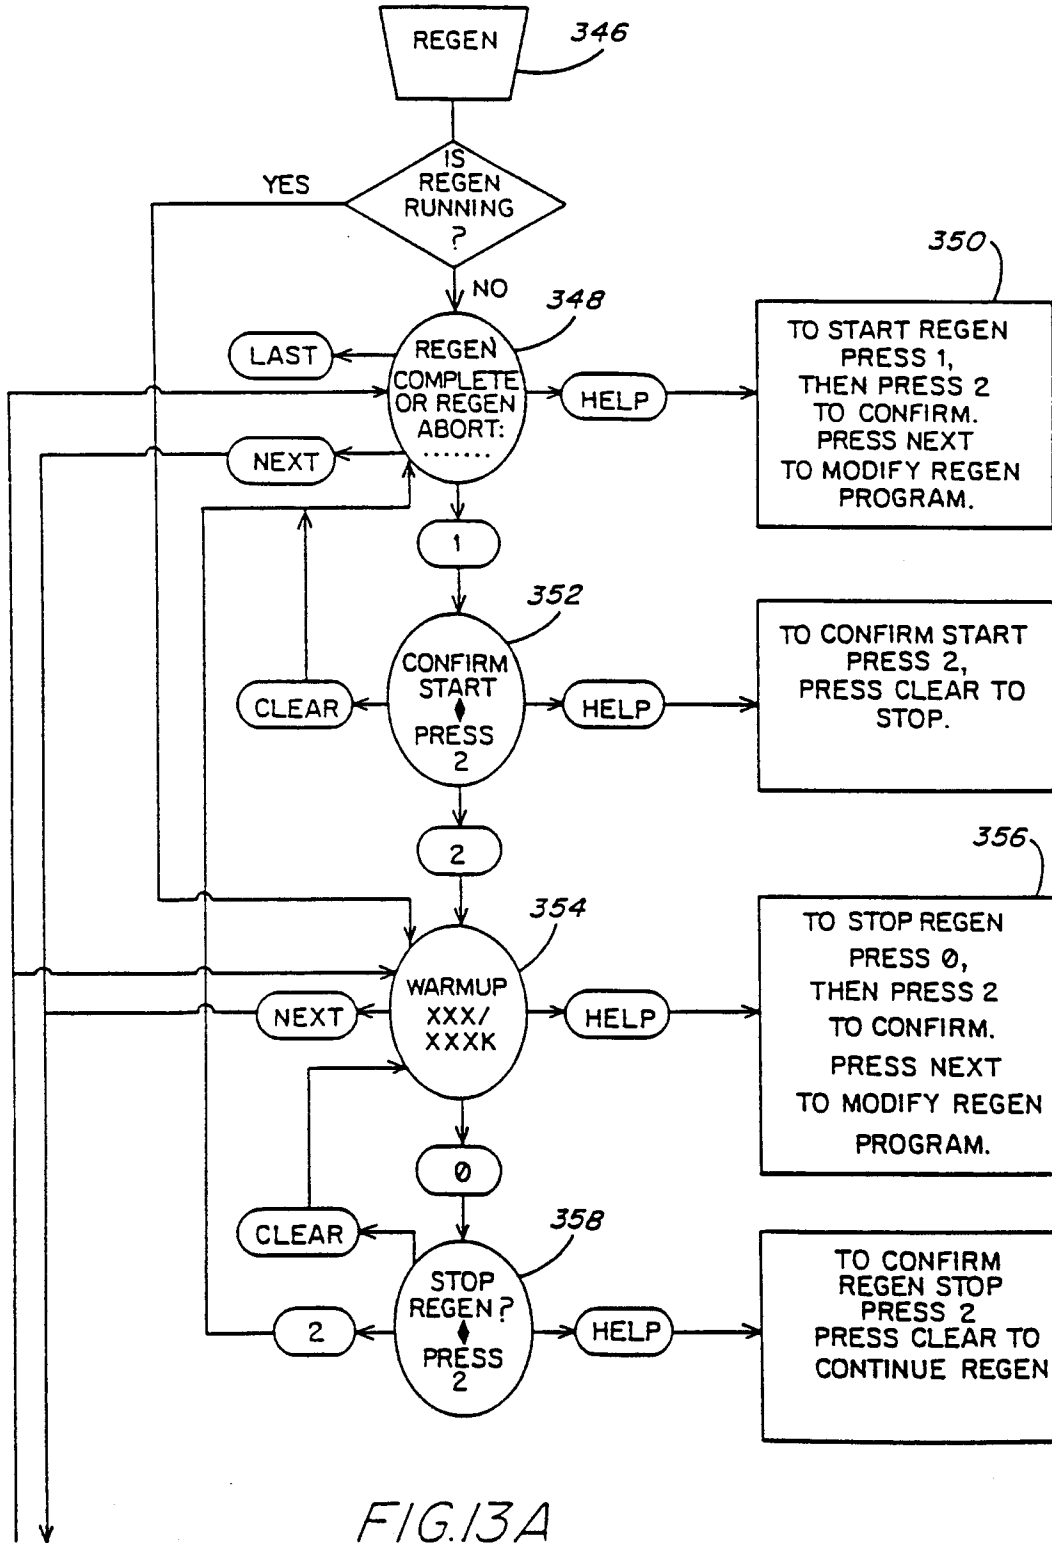 REGEN
346
IS
REGEN
RUNNING
?
YES
NO
348
350
LAST
REGEN
COMPLETE
OR REGEN
ABORT:
.......
HELP
NEXT
TO START REGEN
PRESS 1,
THEN PRESS 2
TO CONFIRM.
PRESS NEXT
TO MODIFY REGEN
PROGRAM.
1
352
CONFIRM
START
PRESS
2
CLEAR
HELP
TO CONFIRM START
PRESS 2,
PRESS CLEAR TO
STOP.
2
354
356
WARMUP
XXX/
XXXK
NEXT
HELP
TO STOP REGEN
PRESS Ø,
THEN PRESS 2
TO CONFIRM.
PRESS NEXT
TO MODIFY REGEN
PROGRAM.
Ø
358
CLEAR
STOP
REGEN?
PRESS
2
2
HELP
TO CONFIRM
REGEN STOP
PRESS 2
PRESS CLEAR TO
CONTINUE REGEN
FIG.13A